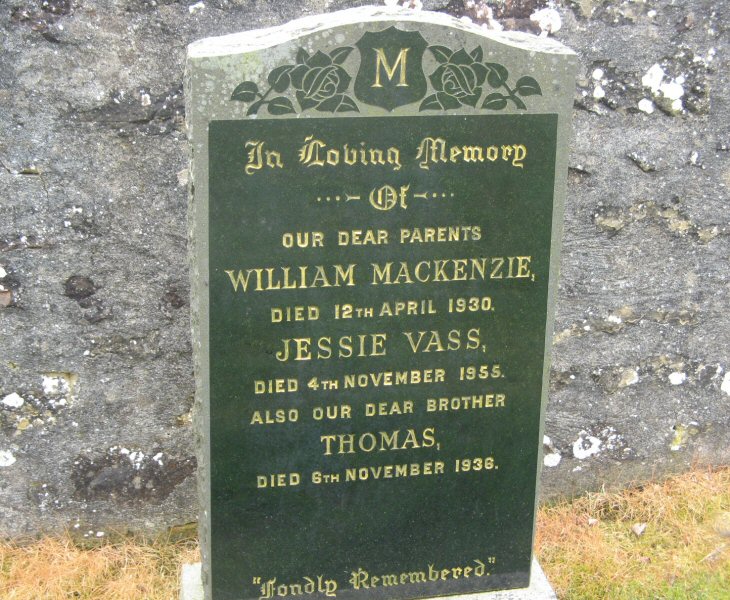 M
In Loving Memory
Of
OUR DEAR PARENTS
WILLIAM MACKENZIE,
DIED 12TH APRIL 1930.
JESSIE VASS,
DIED 4TH NOVEMBER 1955.
ALSO OUR DEAR BROTHER
THOMAS,
DIED 6TH NOVEMBER 1936.
"Fondly Remembered."